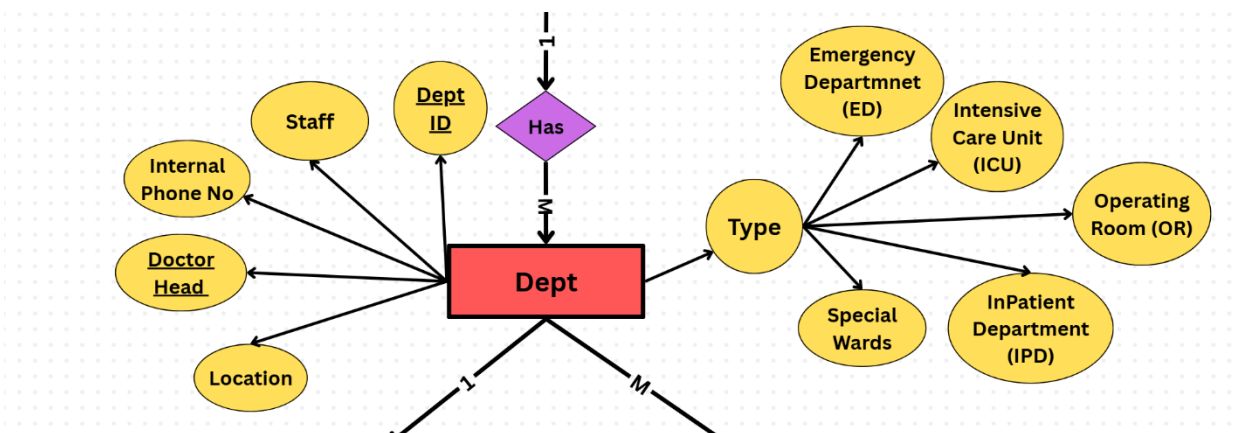 1
Emergency
Departmnet
(ED)
Dept
ID
Intensive
Care Unit
(ICU)
Staff
Has
Internal
Phone No
Operating
Room (OR)
M
Type
Doctor
Head
Dept
Special
Wards
InPatient
Department
(IPD)
Location
1
M